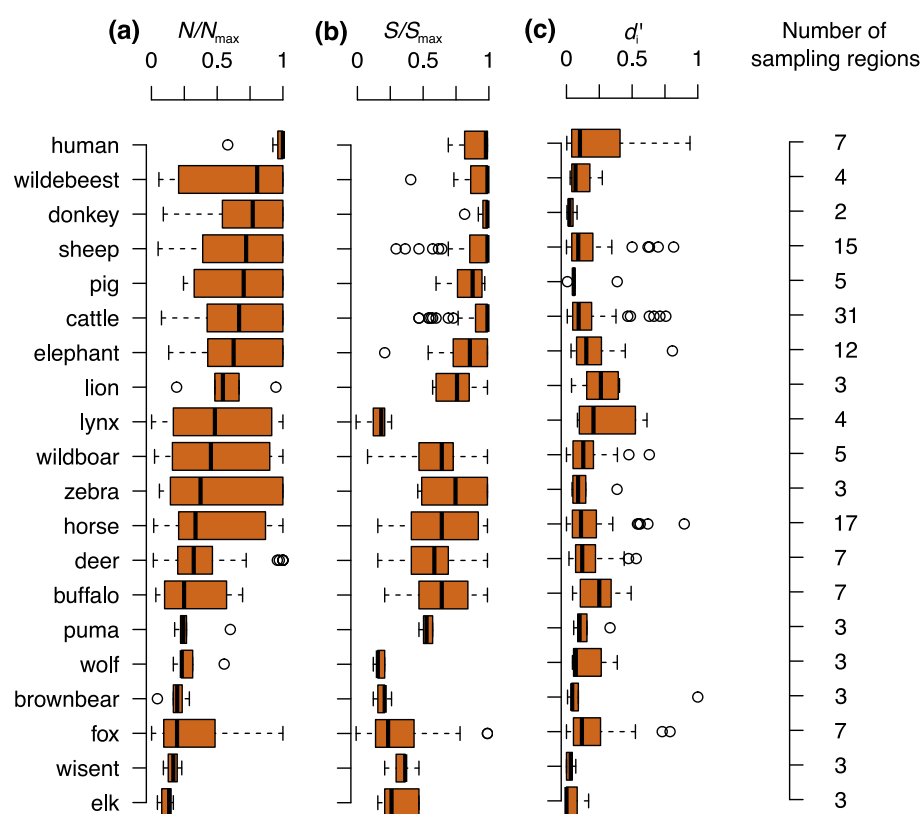 (a) N/Nmax (b) S/Smax (c) di'' Number of sampling regions
0 0.5 1 0 0.5 1 0 0.5 1
human 7
wildebeest 4
donkey 2
sheep 15
pig 5
cattle 31
elephant 12
lion 3
lynx 4
wildboar 5
zebra 3
horse 17
deer 7
buffalo 7
puma 3
wolf 3
brownbear 3
fox 7
wisent 3
elk 3